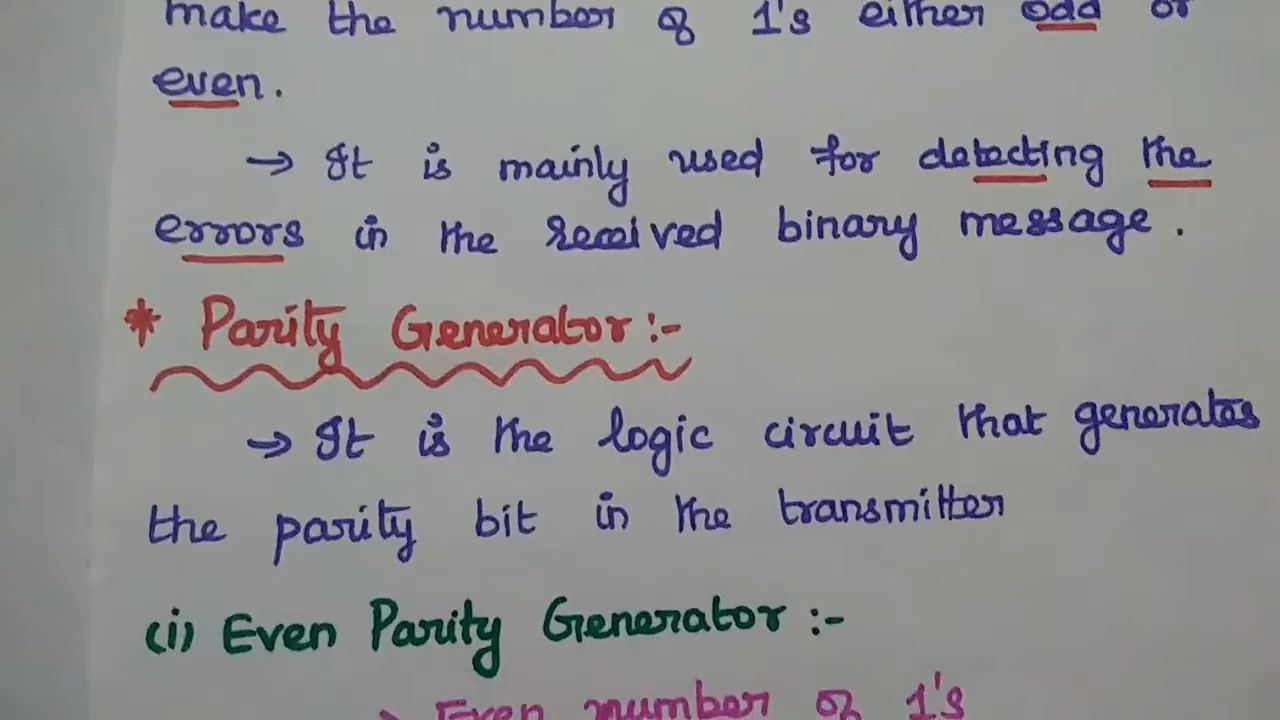 make the number of 1's either odd or
even.
→ It is mainly used for detecting the
errors in the received binary message.
* Parity Generator:-
→ It is the logic circuit that generates
the parity bit in the transmitter
(i) Even Parity Generator :-
→ Even number of 1's